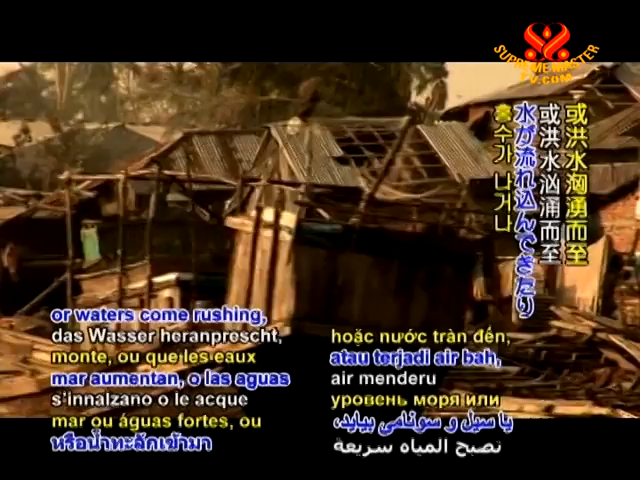 SUPREME MASTER
TV.COM
或洪水洶湧而至
或洪水汹涌而至
水が流れ込んできたり
홍수가 나거나
or waters come rushing,
das Wasser heranprescht,
monte, ou que les eaux
mar aumentan, o las aguas
s'innalzano o le acque
mar ou águas fortes, ou
หรือน้ำทะลักเข้ามา
hoặc nước tràn đến,
atau terjadi air bah,
air menderu
уровень моря или
یا سیل و سونامی بیاید،
تصبح المياه سريعة